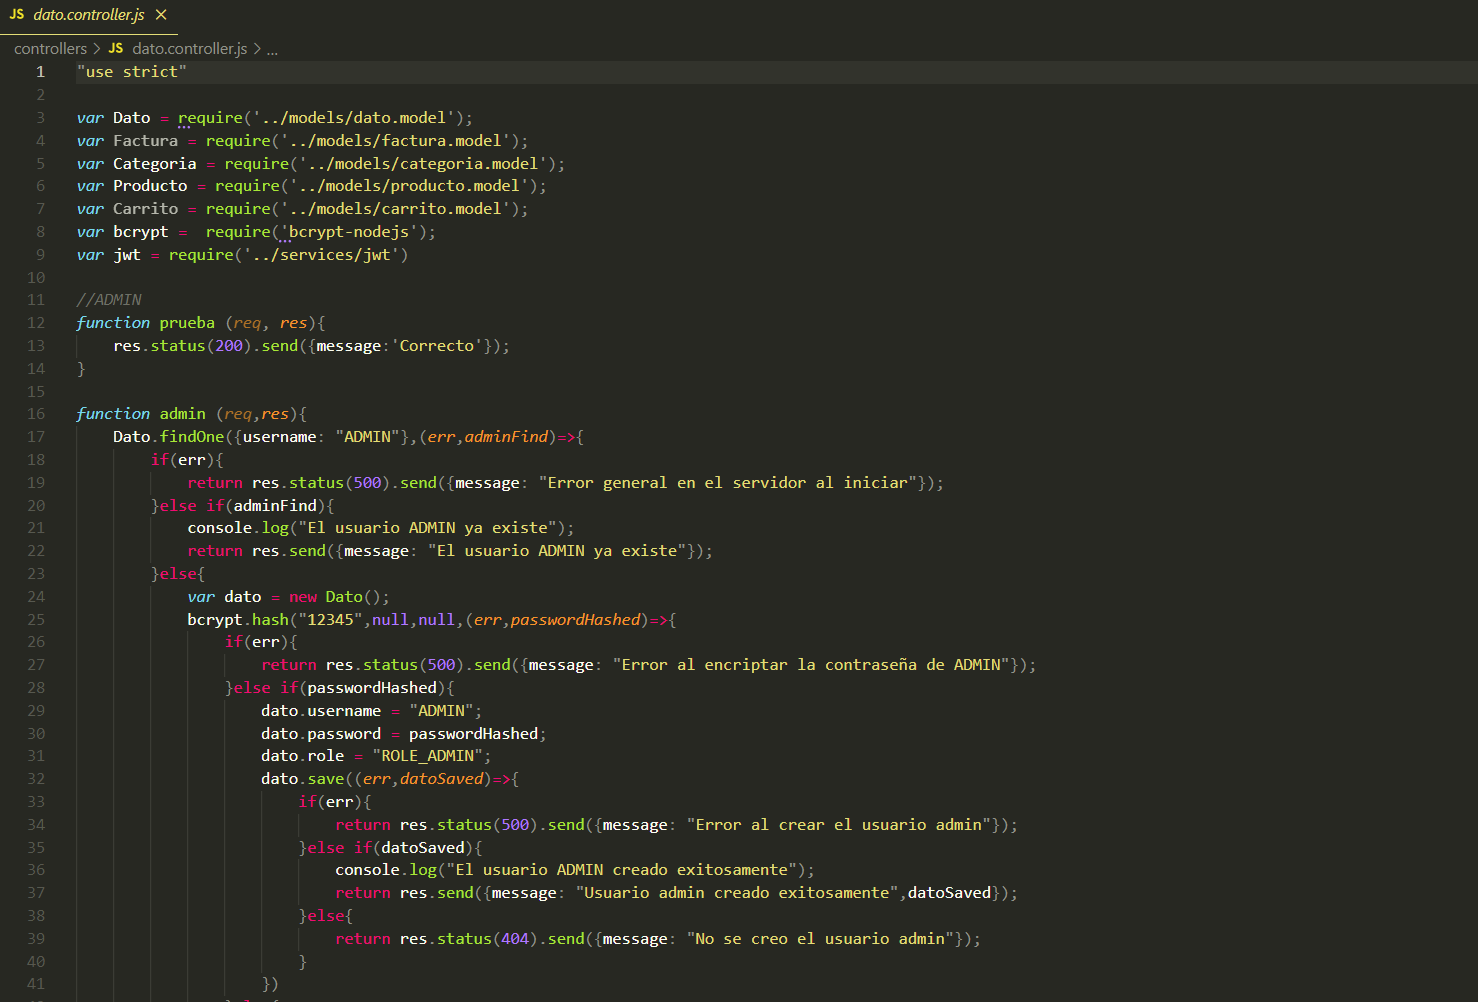 JS dato.controller.js ×
controllers > JS dato.controller.js > ...
1 "use strict"
2
3 var Dato = require('../models/dato.model');
4 var Factura = require('../models/factura.model');
5 var Categoria = require('../models/categoria.model');
6 var Producto = require('../models/producto.model');
7 var Carrito = require('../models/carrito.model');
8 var bcrypt =  require('bcrypt-nodejs');
9 var jwt = require('../services/jwt')
10
11 //ADMIN
12 function prueba (req, res){
13     res.status(200).send({message:'Correcto'});
14 }
15
16 function admin (req,res){
17     Dato.findOne({username: "ADMIN"},(err,adminFind)=>{
18         if(err){
19             return res.status(500).send({message: "Error general en el servidor al iniciar"});
20         }else if(adminFind){
21             console.log("El usuario ADMIN ya existe");
22             return res.send({message: "El usuario ADMIN ya existe"});
23         }else{
24             var dato = new Dato();
25             bcrypt.hash("12345",null,null,(err,passwordHashed)=>{
26                 if(err){
27                     return res.status(500).send({message: "Error al encriptar la contraseña de ADMIN"});
28                 }else if(passwordHashed){
29                     dato.username = "ADMIN";
30                     dato.password = passwordHashed;
31                     dato.role = "ROLE_ADMIN";
32                     dato.save((err,datoSaved)=>{
33                         if(err){
34                             return res.status(500).send({message: "Error al crear el usuario admin"});
35                         }else if(datoSaved){
36                             console.log("El usuario ADMIN creado exitosamente");
37                             return res.send({message: "Usuario admin creado exitosamente",datoSaved});
38                         }else{
39                             return res.status(404).send({message: "No se creo el usuario admin"});
40                         }
41                     })